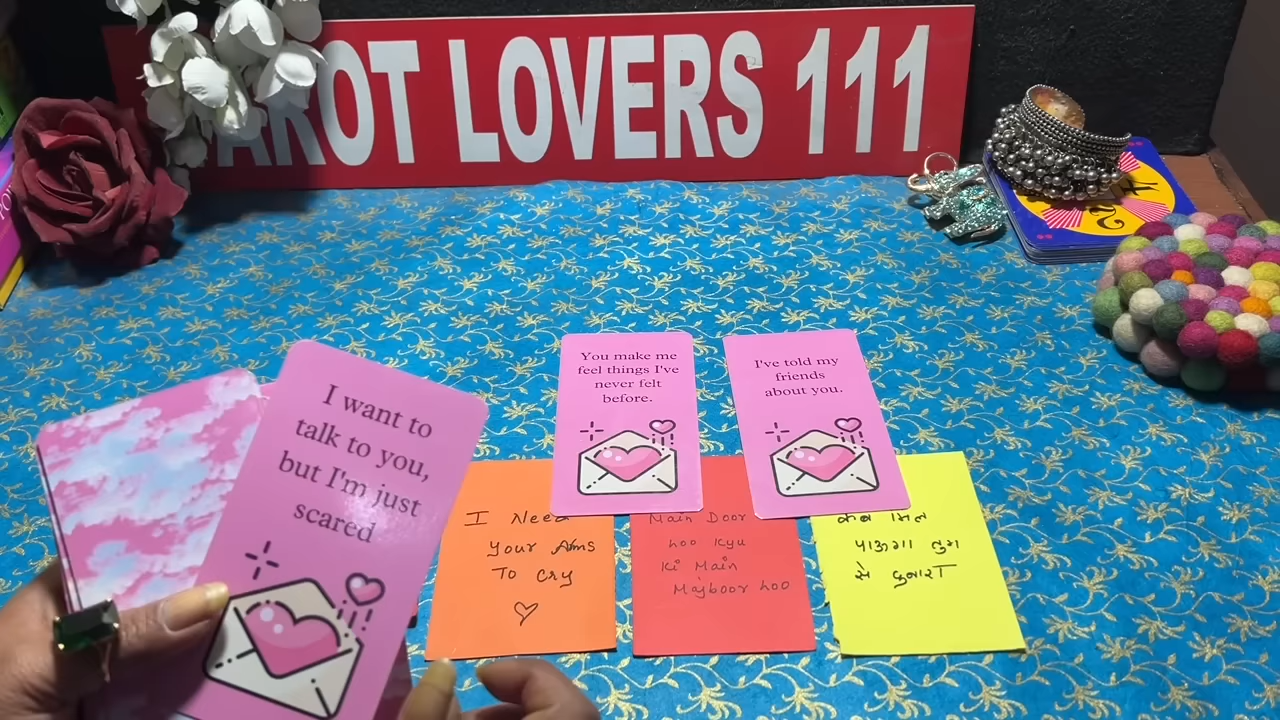 TAROT LOVERS 111
I want to
talk to you,
but I'm just
scared
You make me
feel things I've
never felt
before.
I've told my
friends
about you.
I Need
Your Arms
To Cry
Main Door
hoo Kyu
Ki Main
Majboor hoo
कब मिल
पाऊगा तुम
से दुबारा